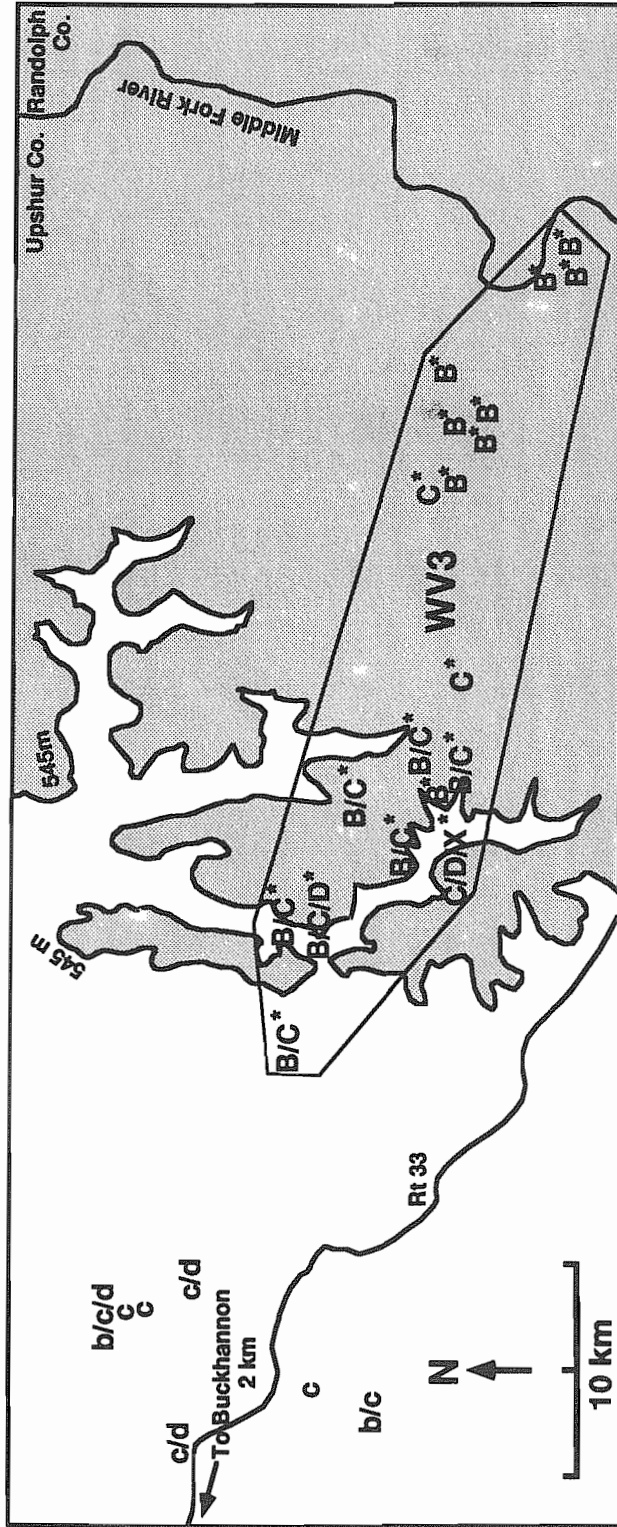 Upshur Co. Randolph
Co.
545m
545 m
b/c/d
c
c
Middle Fork River
c/d
c/d
To Buckhannon
2 km
B/C*
B/C*
B/C/D*
c
B/C*
b/c
B/C*
B/C*
Rt 33
C*
B*
B*
WV3
N
B*
B*
B/C*
C/D/X*
C*
B*
B*
B*
B*
B*
10 km